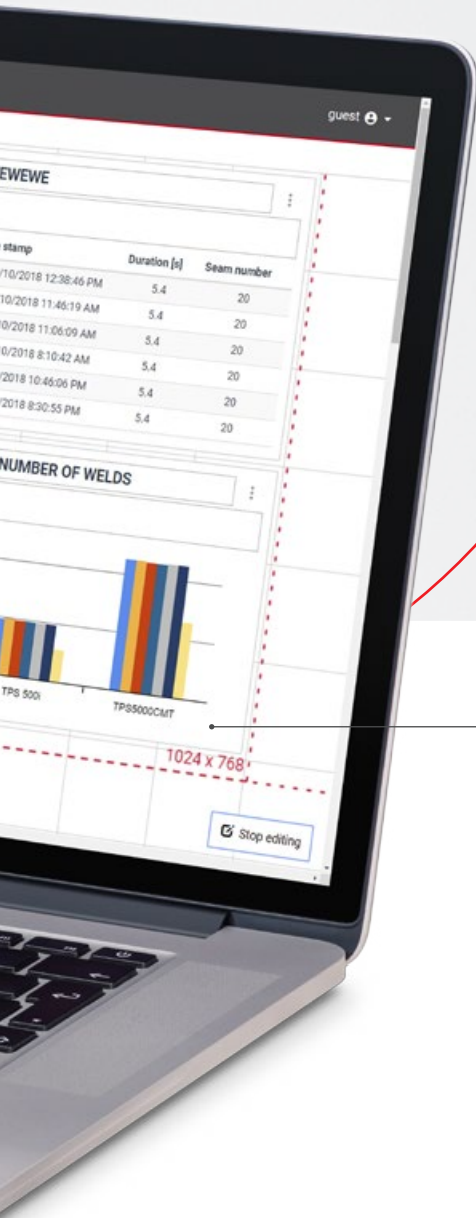 guest
EWEWE
stamp Duration [s] Seam number
/10/2018 12:38:46 PM 5.4 20
10/2018 11:46:19 AM 5.4 20
0/2018 11:06:09 AM 5.4 20
0/2018 8:10:42 AM 5.4 20
/2018 10:46:06 PM 5.4 20
2018 8:30:55 PM 5.4 20
NUMBER OF WELDS
TPS 500i TPS5000CMT
1024 x 768
Stop editing